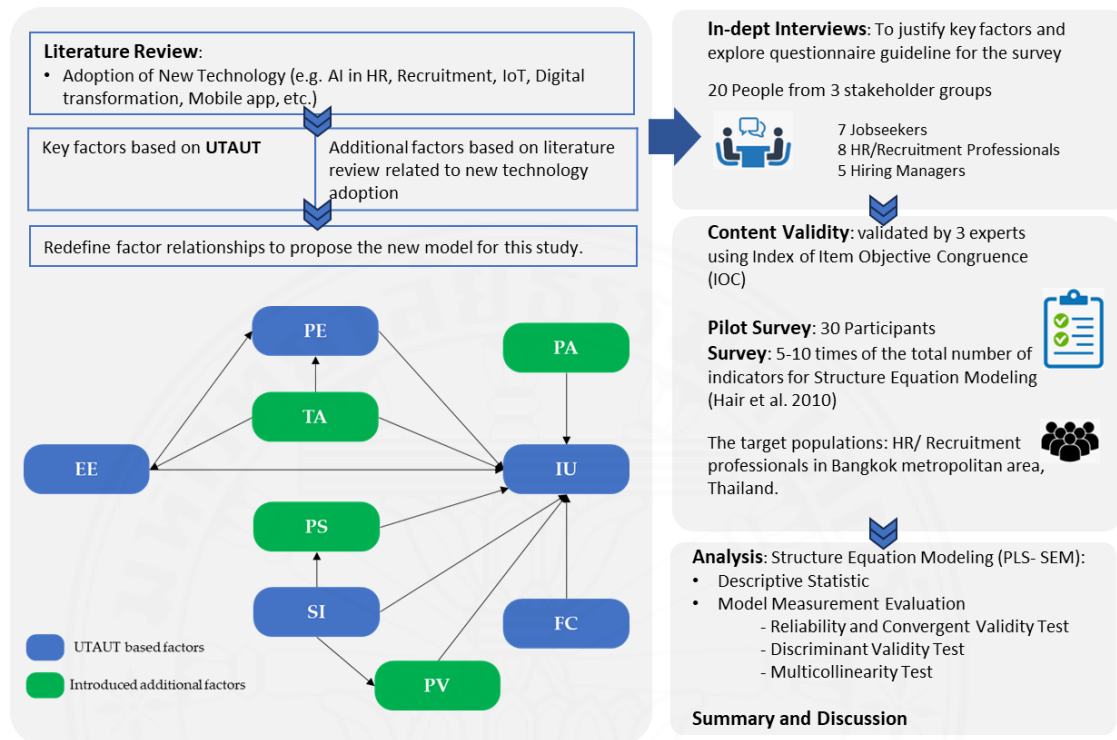 Literature Review:
• Adoption of New Technology (e.g. AI in HR, Recruitment, IoT, Digital
transformation, Mobile app, etc.)
Key factors based on UTAUT
Additional factors based on literature
review related to new technology
adoption
Redefine factor relationships to propose the new model for this study.
PE
PA
TA
EE
IU
PS
SI
FC
PV
UTAUT based factors
Introduced additional factors
In-dept Interviews: To justify key factors and
explore questionnaire guideline for the survey
20 People from 3 stakeholder groups
7 Jobseekers
8 HR/Recruitment Professionals
5 Hiring Managers
Content Validity: validated by 3 experts
using Index of Item Objective Congruence
(IOC)
Pilot Survey: 30 Participants
Survey: 5-10 times of the total number of
indicators for Structure Equation Modeling
(Hair et al. 2010)
The target populations: HR/ Recruitment
professionals in Bangkok metropolitan area,
Thailand.
Analysis: Structure Equation Modeling (PLS- SEM):
• Descriptive Statistic
• Model Measurement Evaluation
- Reliability and Convergent Validity Test
- Discriminant Validity Test
- Multicollinearity Test
Summary and Discussion